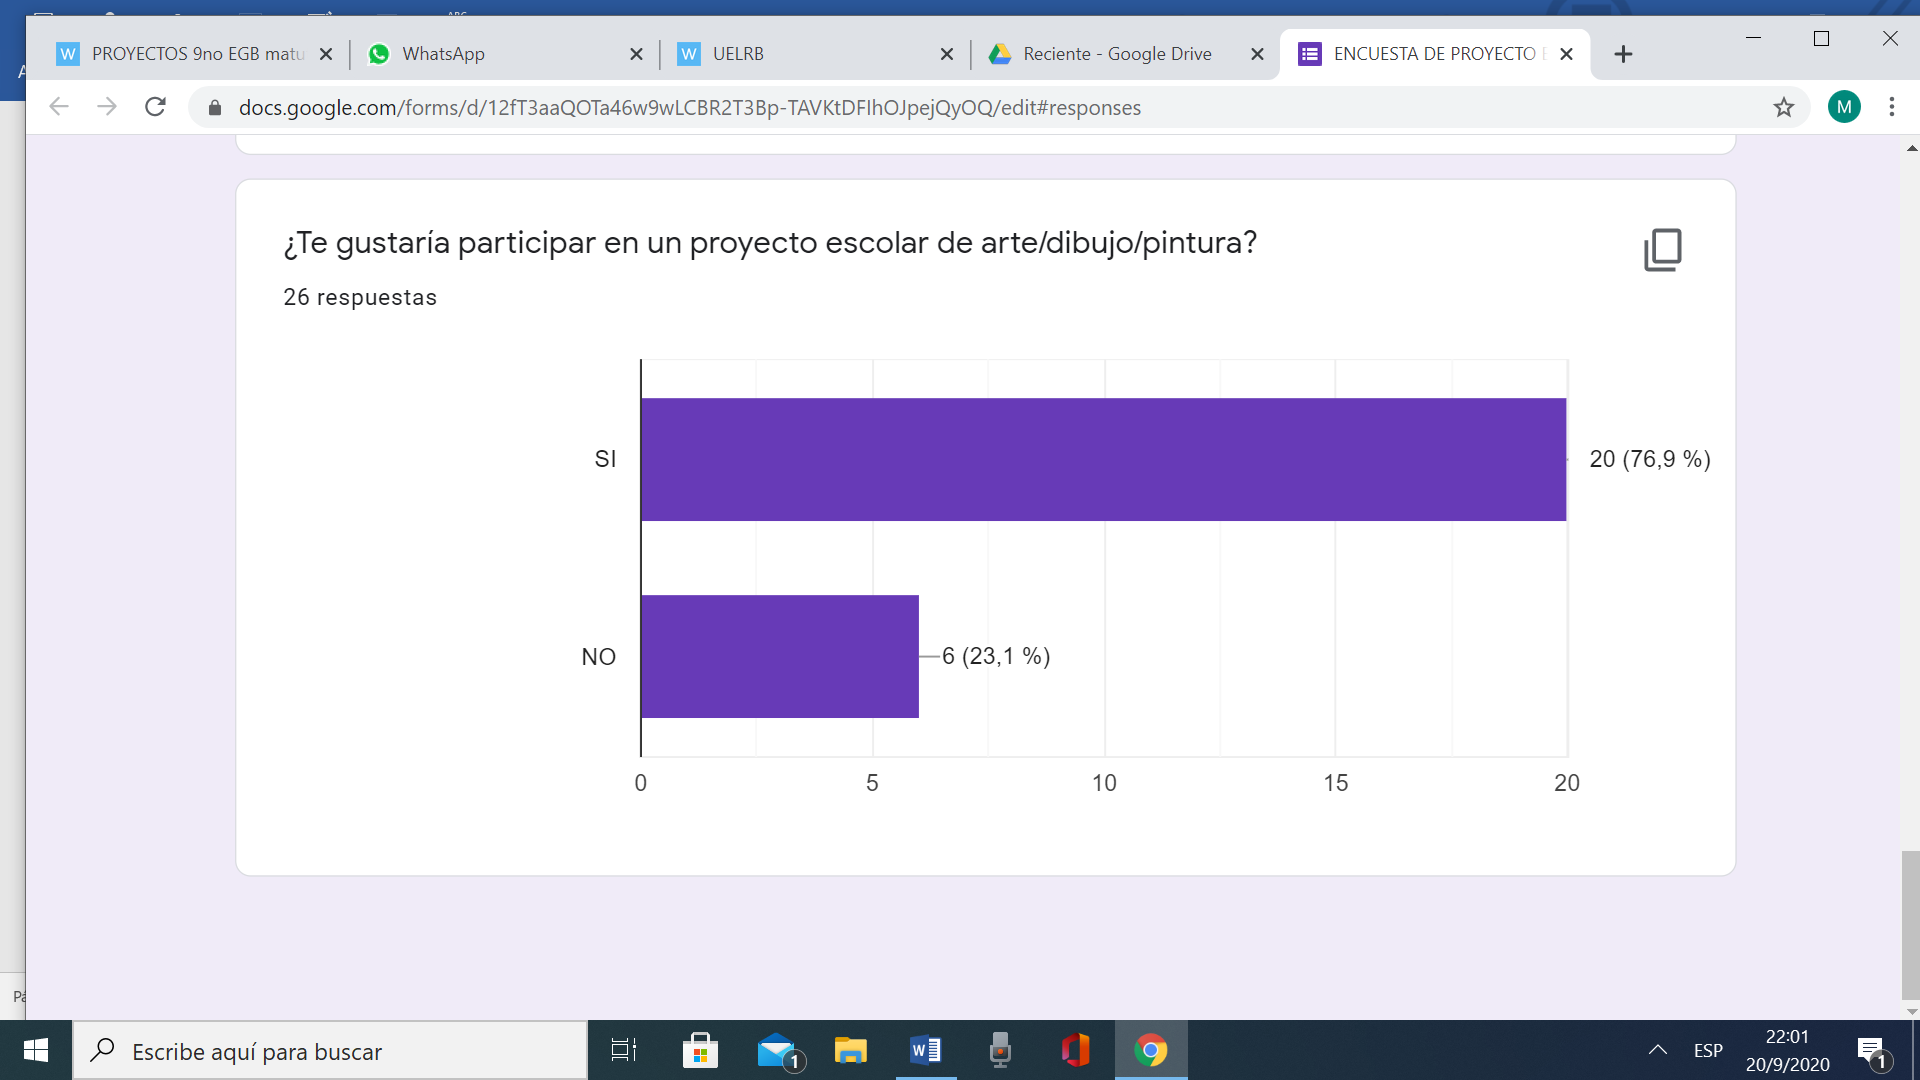 PROYECTOS 9no EGB matu
WhatsApp
UELRB
Reciente - Google Drive
ENCUESTA DE PROYECTO E
docs.google.com/forms/d/12fT3aaQOTa46w9wLCBR2T3Bp-TAVKtDFIhOJpejQyOQ/edit#responses
M
¿Te gustaría participar en un proyecto escolar de arte/dibujo/pintura?
26 respuestas
SI
20 (76,9 %)
NO
6 (23,1 %)
0 5 10 15 20
Escribe aquí para buscar
1
ESP
22:01
20/9/2020
1